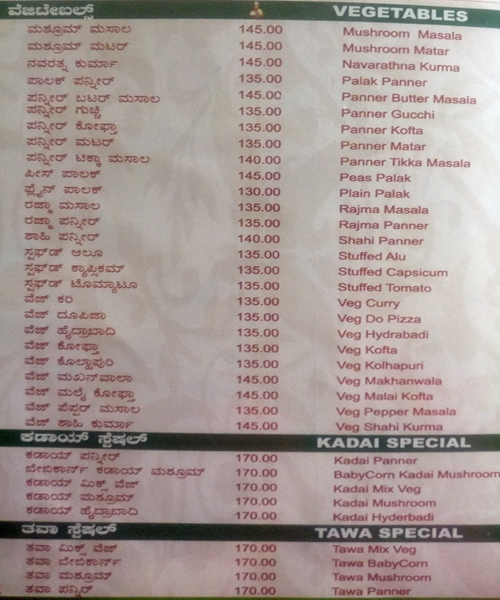 ವೆಜಿಟೇಬಲ್ಸ್ VEGETABLES
ಮಶ್ರೂಮ್ ಮಸಾಲ 145.00 Mushroom Masala
ಮಶ್ರೂಮ್ ಮಟರ್ 145.00 Mushroom Matar
ನವರತ್ನ ಕುರ್ಮಾ 145.00 Navarathna Kurma
ಪಾಲಕ್ ಪನ್ನೀರ್ 135.00 Palak Panner
ಪನ್ನೀರ್ ಬಟರ್ ಮಸಾಲ 145.00 Panner Butter Masala
ಪನ್ನೀರ್ ಗುಚ್ಚಿ 135.00 Panner Gucchi
ಪನ್ನೀರ್ ಕೋಫ್ತಾ 135.00 Panner Kofta
ಪನ್ನೀರ್ ಮಟರ್ 135.00 Panner Matar
ಪನ್ನೀರ್ ಟಿಕ್ಕಾ ಮಸಾಲ 140.00 Panner Tikka Masala
ಪೀಸ್ ಪಾಲಕ್ 145.00 Peas Palak
ಪ್ಲೈನ್ ಪಾಲಕ್ 130.00 Plain Palak
ರಜ್ಮಾ ಮಸಾಲ 135.00 Rajma Masala
ರಜ್ಮಾ ಪನ್ನೀರ್ 135.00 Rajma Panner
ಶಾಹಿ ಪನ್ನೀರ್ 140.00 Shahi Panner
ಸ್ಟಫ್‌ಡ್ ಆಲೂ 135.00 Stuffed Alu
ಸ್ಟಫ್‌ಡ್ ಕ್ಯಾಪ್ಸಿಕಮ್ 135.00 Stuffed Capsicum
ಸ್ಟಫ್‌ಡ್ ಟೊಮ್ಯಾಟೂ 135.00 Stuffed Tomato
ವೆಜ್ ಕರಿ 135.00 Veg Curry
ವೆಜ್ ದೂಪಿಜಾ 135.00 Veg Do Pizza
ವೆಜ್ ಹೈದ್ರಾಬಾದಿ 135.00 Veg Hydrabadi
ವೆಜ್ ಕೋಫ್ತಾ 135.00 Veg Kofta
ವೆಜ್ ಕೊಲ್ಹಾಪುರಿ 135.00 Veg Kolhapuri
ವೆಜ್ ಮಖನ್‌ವಾಲಾ 145.00 Veg Makhanwala
ವೆಜ್ ಮಲೈ ಕೋಫ್ತಾ 145.00 Veg Malai Kofta
ವೆಜ್ ಪೆಪ್ಪರ್ ಮಸಾಲ 135.00 Veg Pepper Masala
ವೆಜ್ ಶಾಹಿ ಕುರ್ಮಾ 145.00 Veg Shahi Kurma
ಕಡಾಯ್ ಸ್ಪೆಷಲ್ KADAI SPECIAL
ಕಡಾಯ್ ಪನ್ನೀರ್ 170.00 Kadai Panner
ಬೇಬಿಕಾರ್ನ್ ಕಡಾಯ್ ಮಶ್ರೂಮ್ 170.00 BabyCorn Kadai Mushroom
ಕಡಾಯ್ ಮಿಕ್ಸ್ ವೆಜ್ 170.00 Kadai Mix Veg
ಕಡಾಯ್ ಮಶ್ರೂಮ್ 170.00 Kadai Mushroom
ಕಡಾಯ್ ಹೈದ್ರಾಬಾದಿ 170.00 Kadai Hyderbadi
ತವಾ ಸ್ಪೆಷಲ್ TAWA SPECIAL
ತವಾ ಮಿಕ್ಸ್ ವೆಜ್ 170.00 Tawa Mix Veg
ತವಾ ಬೇಬಿಕಾರ್ನ್ 170.00 Tawa BabyCorn
ತವಾ ಮಶ್ರೂಮ್ 170.00 Tawa Mushroom
ತವಾ ಪನ್ನಿರ್ 170.00 Tawa Panner